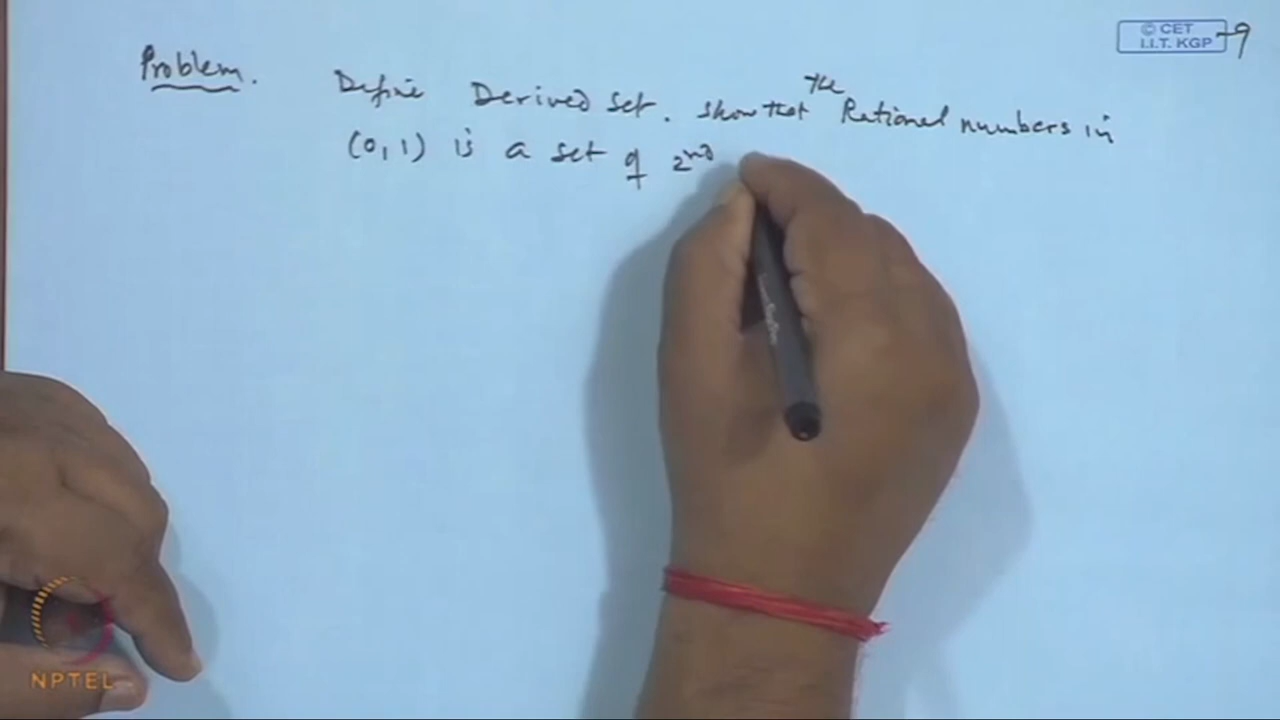 © CET
I.I.T. KGP
9
Problem.
Define Derived set. Show that the Rational numbers in
(0,1) is a set of 2nd
NPTEL